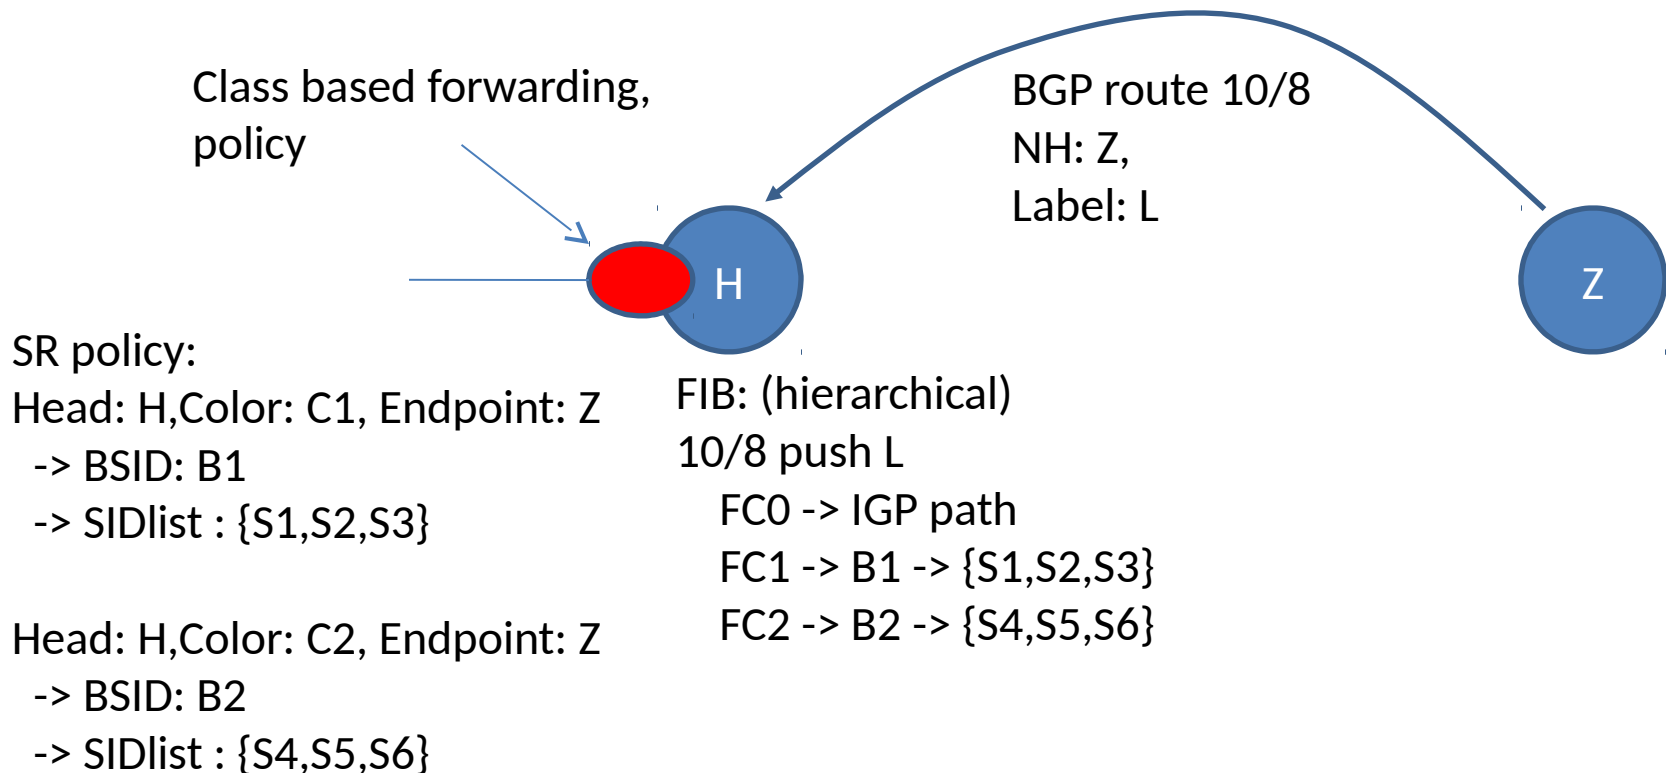 Class based forwarding,
policy
BGP route 10/8
NH: Z,
Label: L
H
Z
SR policy:
Head: H,Color: C1, Endpoint: Z
-> BSID: B1
-> SIDlist : {S1,S2,S3}
Head: H,Color: C2, Endpoint: Z
-> BSID: B2
-> SIDlist : {S4,S5,S6}
FIB: (hierarchical)
10/8 push L
FC0 -> IGP path
FC1 -> B1 -> {S1,S2,S3}
FC2 -> B2 -> {S4,S5,S6}